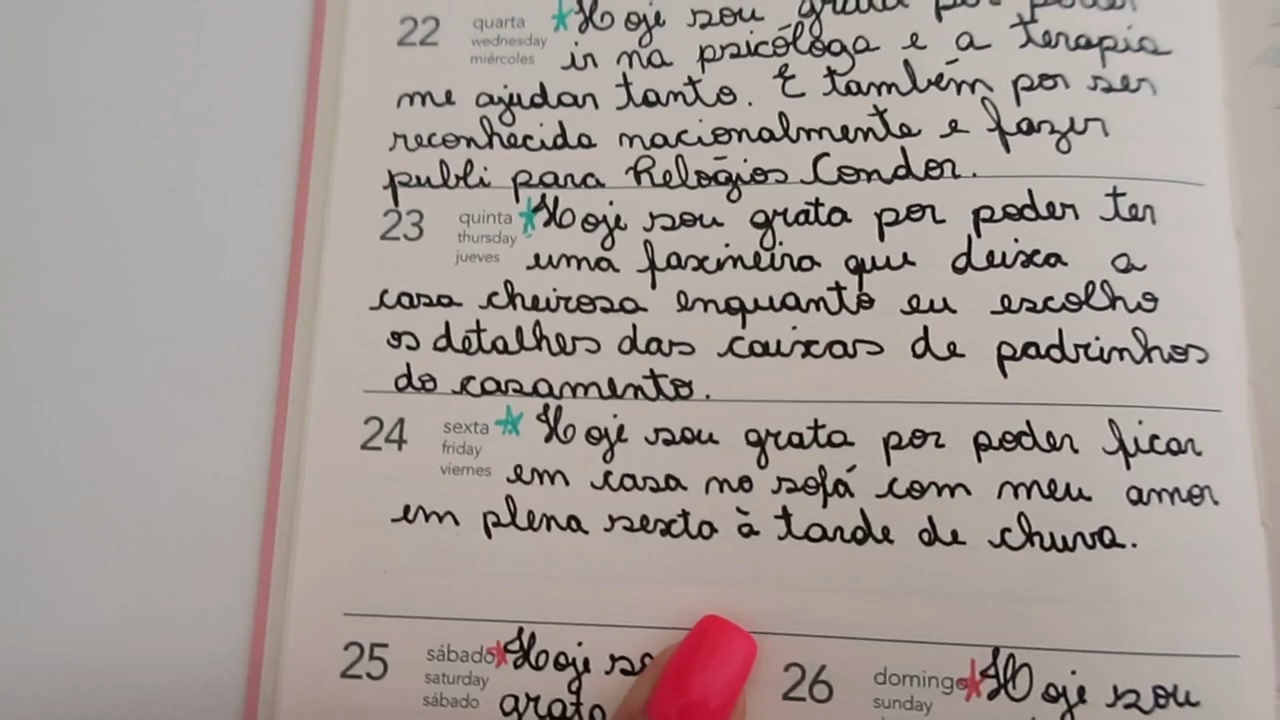 22 quarta *Hoje sou grata por poder
wednesday
miércoles ir na psicóloga e a terapia
me ajudar tanto. E também por ser
reconhecida nacionalmente e fazer
publi para Relógios Condor.
23 quinta *Hoje sou grata por poder ter
thursday
jueves uma faxineira que deixa a
casa cheirosa enquanto eu escolho
os detalhes das caixas de padrinhos
do casamento.
24 sexta *Hoje sou grata por poder ficar
friday
viernes em casa no sofá com meu amor
em plena sexta à tarde de chuva.
25 sábado *Hoje so
saturday
sábado grata
26 domingo *Hoje sou
sunday